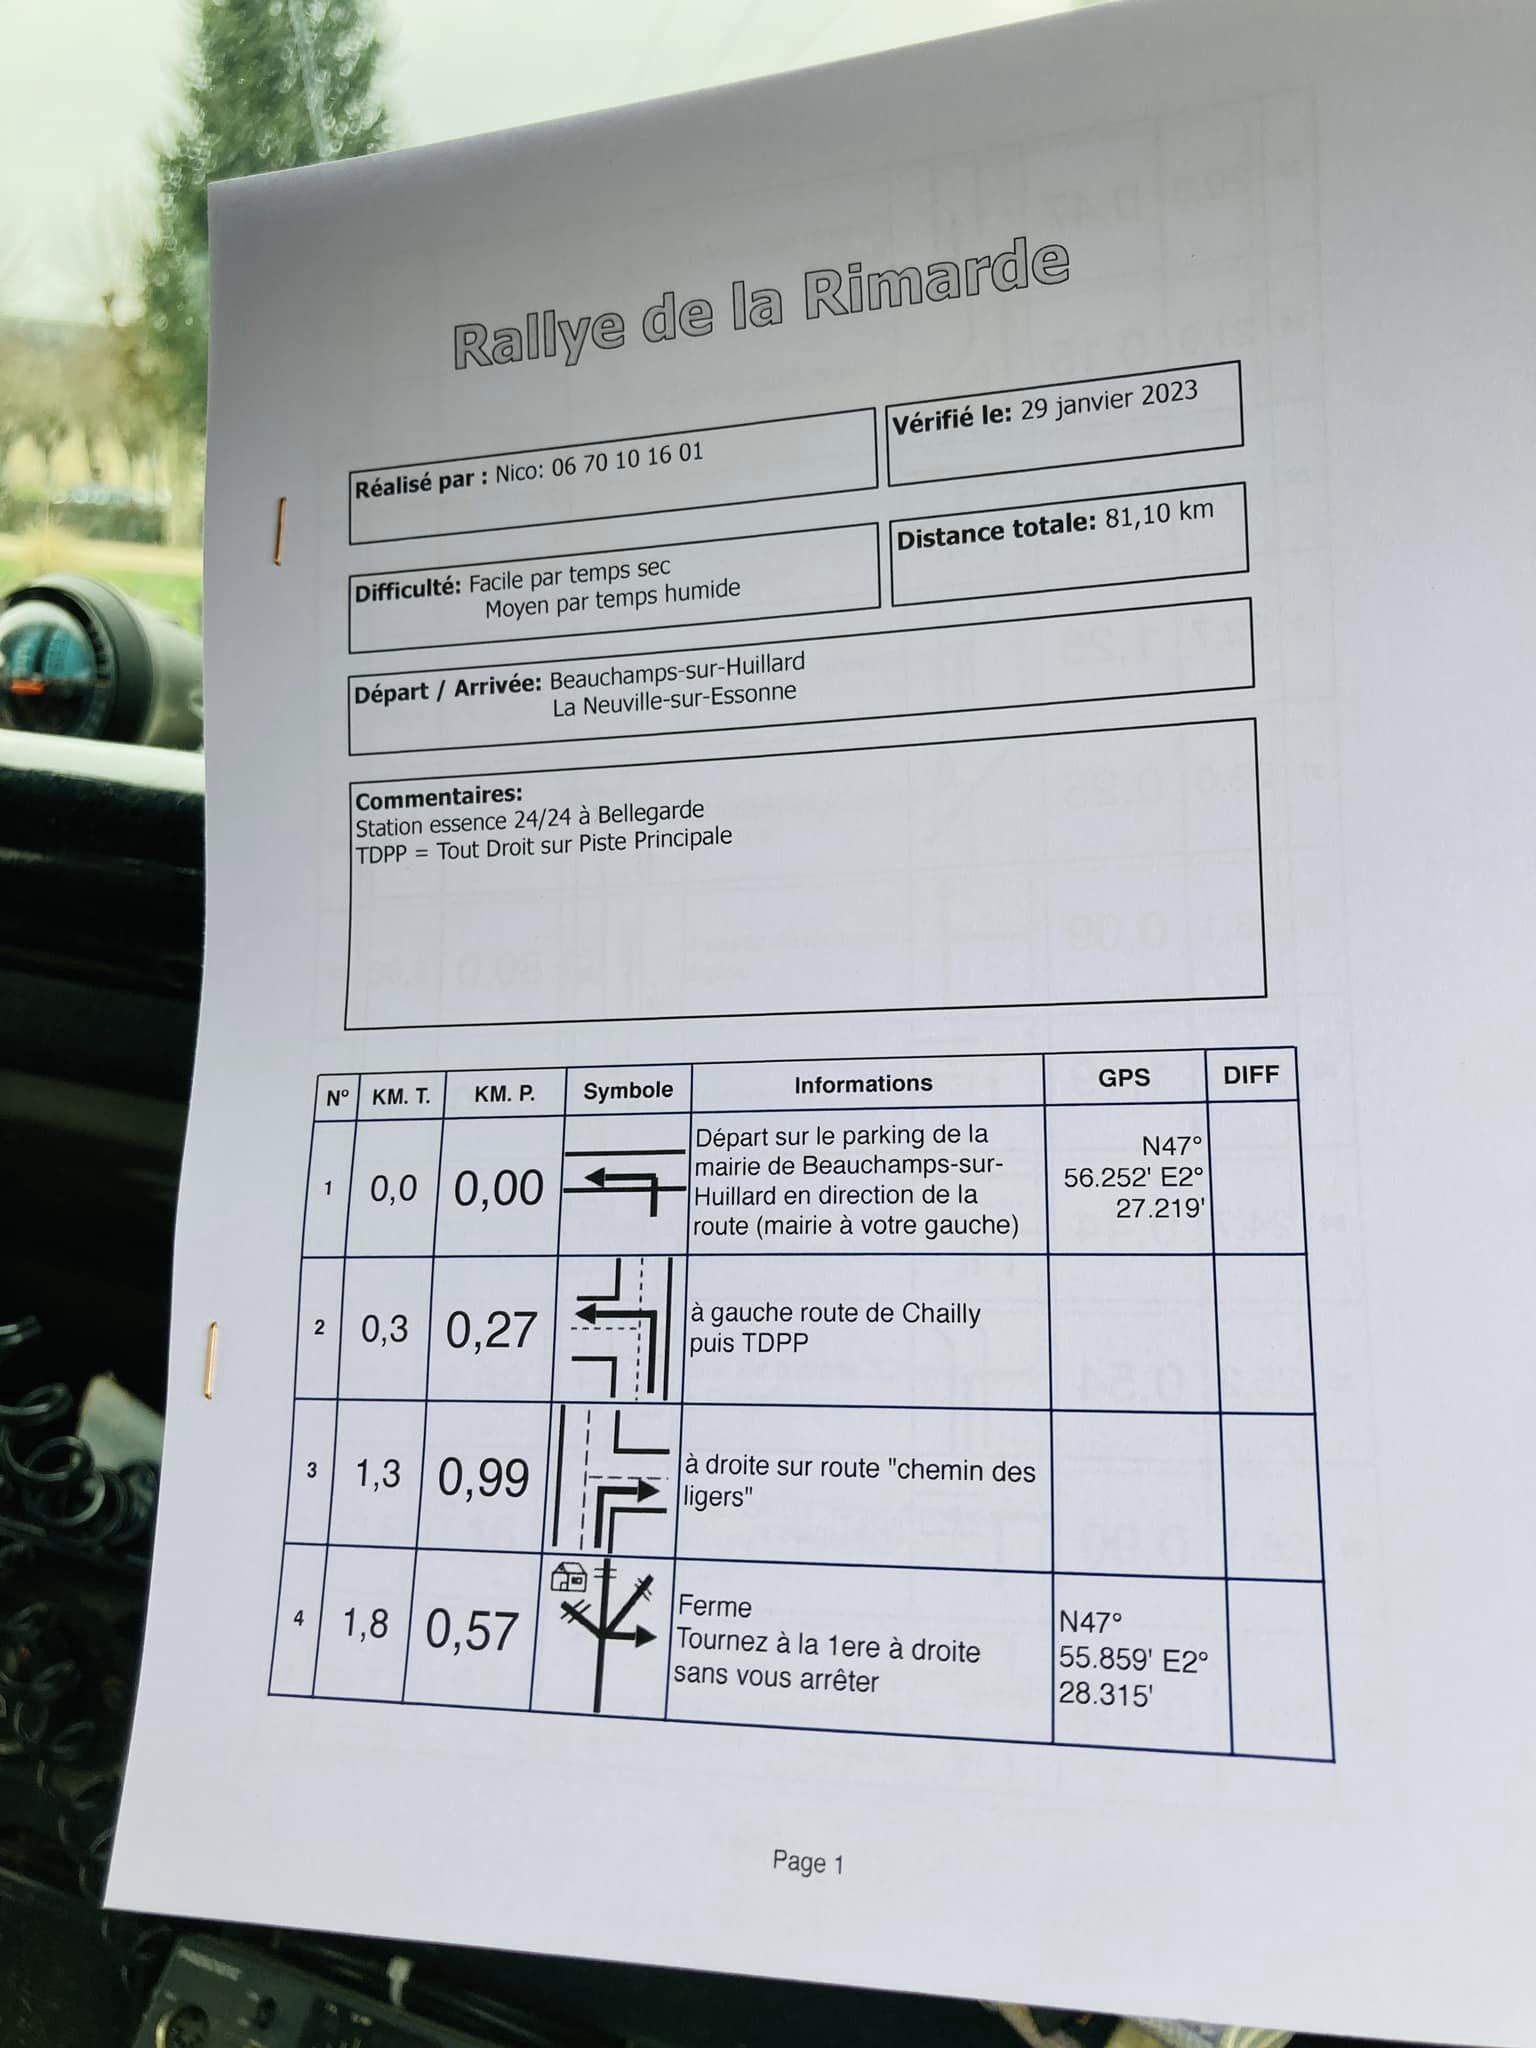 Rallye de la Rimarde
Réalisé par : Nico: 06 70 10 16 01
Vérifié le: 29 janvier 2023
Difficulté: Facile par temps sec
Moyen par temps humide
Distance totale: 81,10 km
Départ / Arrivée: Beauchamps-sur-Huillard
La Neuville-sur-Essonne
Commentaires:
Station essence 24/24 à Bellegarde
TDPP = Tout Droit sur Piste Principale
Nº KM. T. KM. P. Symbole Informations GPS DIFF
1 0,0 0,00
Départ sur le parking de la
mairie de Beauchamps-sur-
Huillard en direction de la
route (mairie à votre gauche)
N47°
56.252' E2°
27.219'
2 0,3 0,27
à gauche route de Chailly
puis TDPP
3 1,3 0,99
à droite sur route "chemin des
ligers"
4 1,8 0,57
Ferme
Tournez à la 1ere à droite
sans vous arrêter
N47°
55.859' E2°
28.315'
Page 1